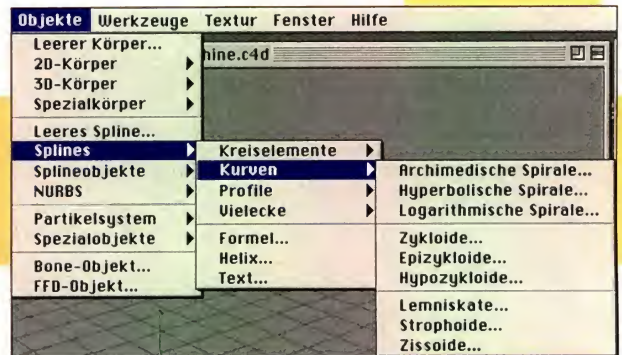 Objekte Werkzeuge Textur Fenster Hilfe
hine.c4d
Leerer Körper...
2D-Körper
3D-Körper
Spezialkörper
Leeres Spline...
Splines
Splineobjekte
NURBS
Partikelsystem
Spezialobjekte
Bone-Objekt...
FFD-Objekt...
Kreiselemente
Kurven
Profile
Vielecke
Formel...
Helix...
Text...
Archimedische Spirale...
Hyperbolische Spirale...
Logarithmische Spirale...
Zykloide...
Epizykloide...
Hypozykloide...
Lemniskate...
Strophoide...
Zissoide...